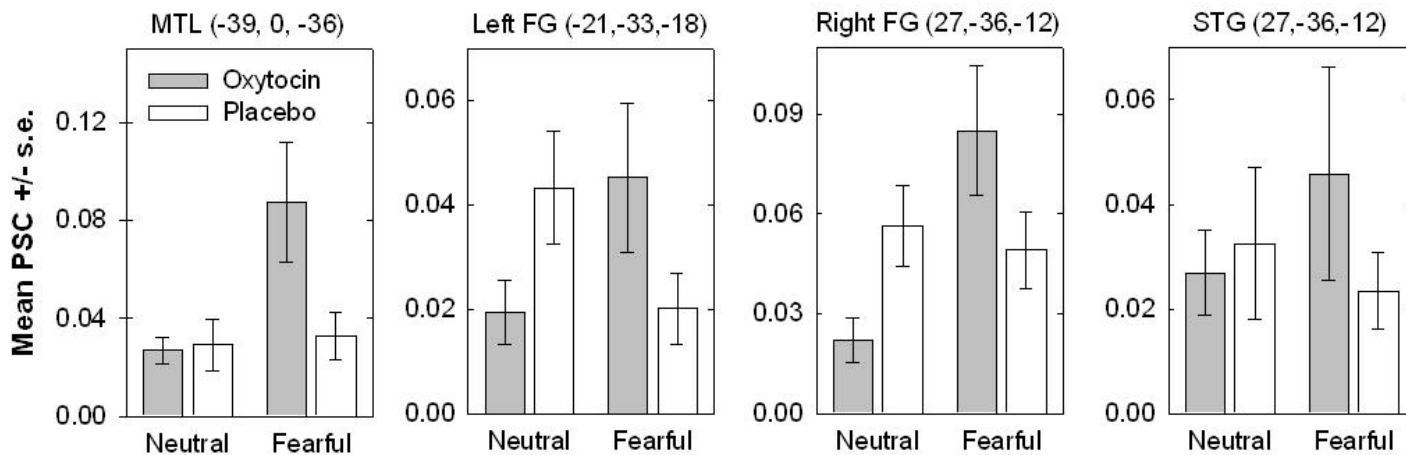 MTL (-39, 0, -36)
Left FG (-21,-33,-18)
Right FG (27,-36,-12)
STG (27,-36,-12)
Mean PSC +/- s.e.
Oxytocin
Placebo
0.12
0.08
0.04
0.00
Neutral Fearful
0.06
0.04
0.02
0.00
Neutral Fearful
0.09
0.06
0.03
0.00
Neutral Fearful
0.06
0.04
0.02
0.00
Neutral Fearful